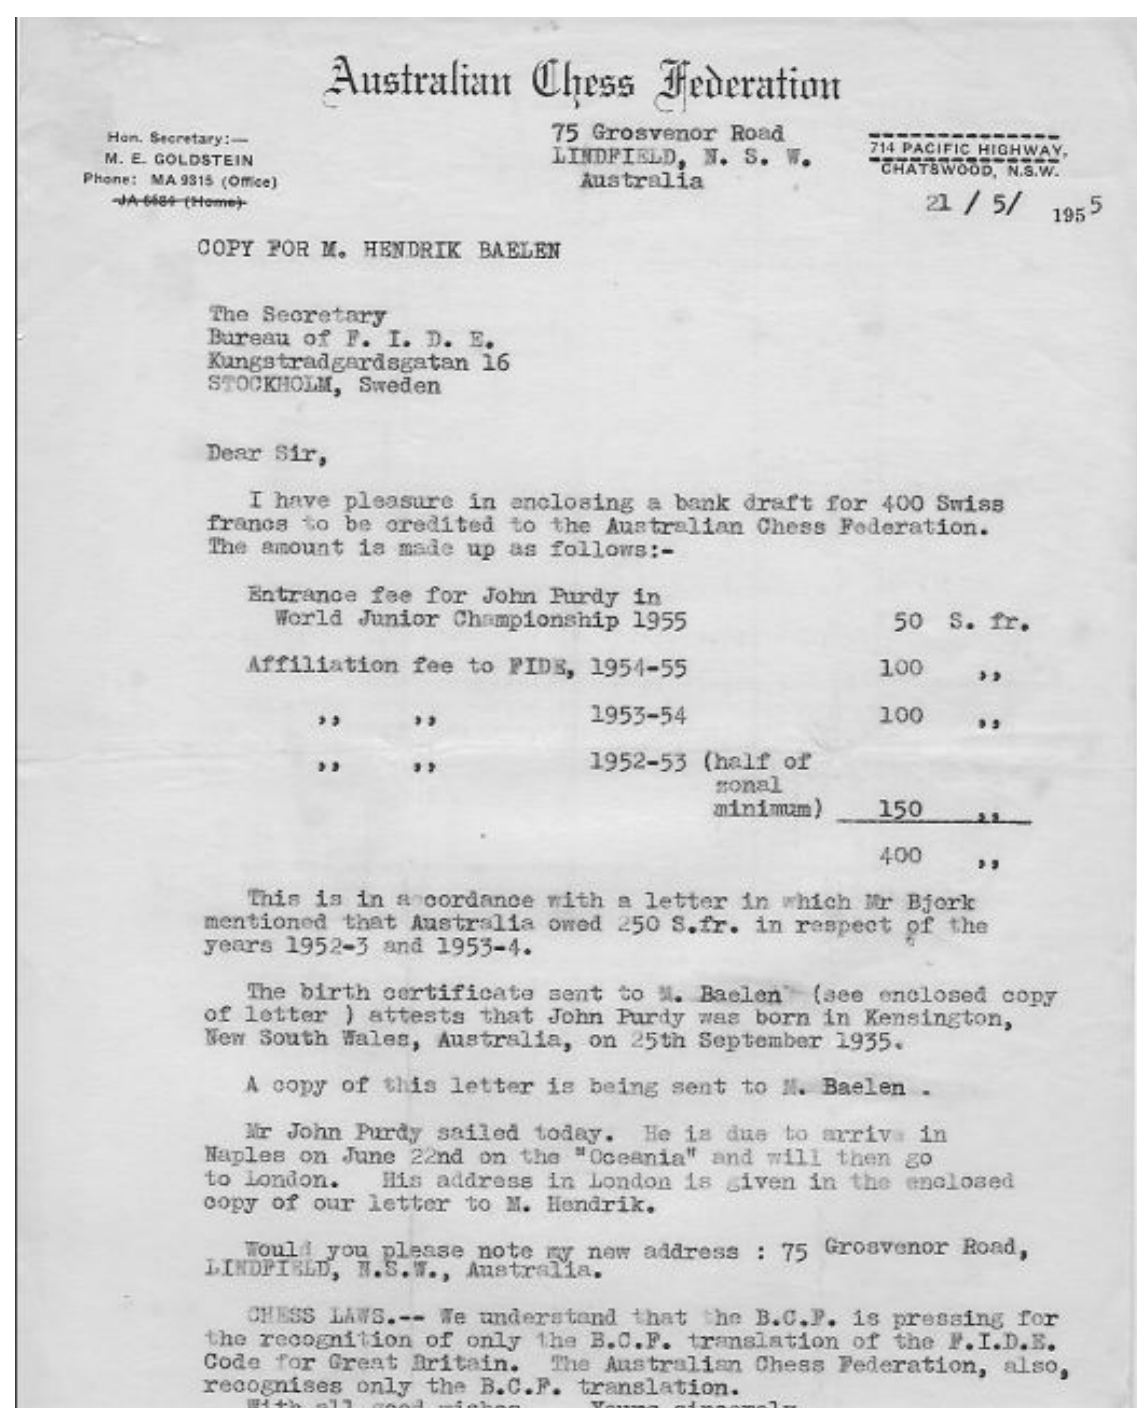 Australian Chess Federation
Hon. Secretary:—
M. E. GOLDSTEIN
Phone: MA 9315 (Office)
JA 6584 (Home)
75 Grosvenor Road
LINDFIELD, N. S. W.
Australia
714 PACIFIC HIGHWAY,
CHATSWOOD, N.S.W.
21 / 5/ 1955
COPY FOR M. HENDRIK BAELEN
The Secretary
Bureau of F. I. D. E.
Kungstradgardsgatan 16
STOCKHOLM, Sweden
Dear Sir,
I have pleasure in enclosing a bank draft for 400 Swiss
francs to be credited to the Australian Chess Federation.
The amount is made up as follows:-
Entrance fee for John Purdy in
World Junior Championship 1955 50 S. fr.
Affiliation fee to FIDE, 1954-55 100 ,,
,, ,, 1953-54 100 ,,
,, ,, 1952-53 (half of
zonal
minimum) 150 ,,
400 ,,
This is in accordance with a letter in which Mr Bjork
mentioned that Australia owed 250 S.fr. in respect of the
years 1952-3 and 1953-4.
The birth certificate sent to M. Baelen (see enclosed copy
of letter ) attests that John Purdy was born in Kensington,
New South Wales, Australia, on 25th September 1935.
A copy of this letter is being sent to M. Baelen .
Mr John Purdy sailed today. He is due to arrive in
Naples on June 22nd on the "Oceania" and will then go
to London. His address in London is given in the enclosed
copy of our letter to M. Hendrik.
Would you please note my new address : 75 Grosvenor Road,
LINDFIELD, N.S.W., Australia.
CHESS LAWS.-- We understand that the B.C.F. is pressing for
the recognition of only the B.C.F. translation of the F.I.D.E.
Code for Great Britain. The Australian Chess Federation, also,
recognises only the B.C.F. translation.
With all good wishes Yours sincerely